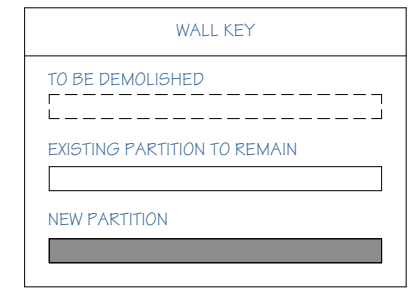 WALL KEY
TO BE DEMOLISHED
EXISTING PARTITION TO REMAIN
NEW PARTITION